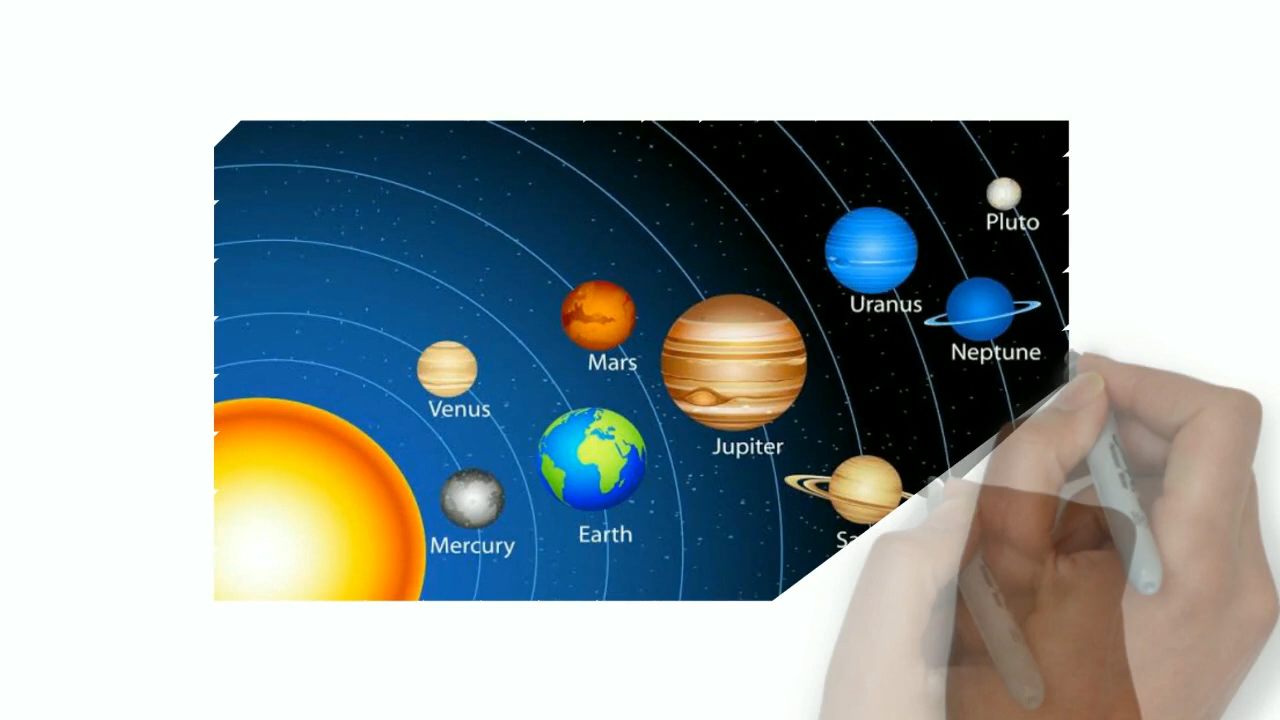 Pluto
Uranus
Neptune
Mars
Venus
Jupiter
Earth
Mercury